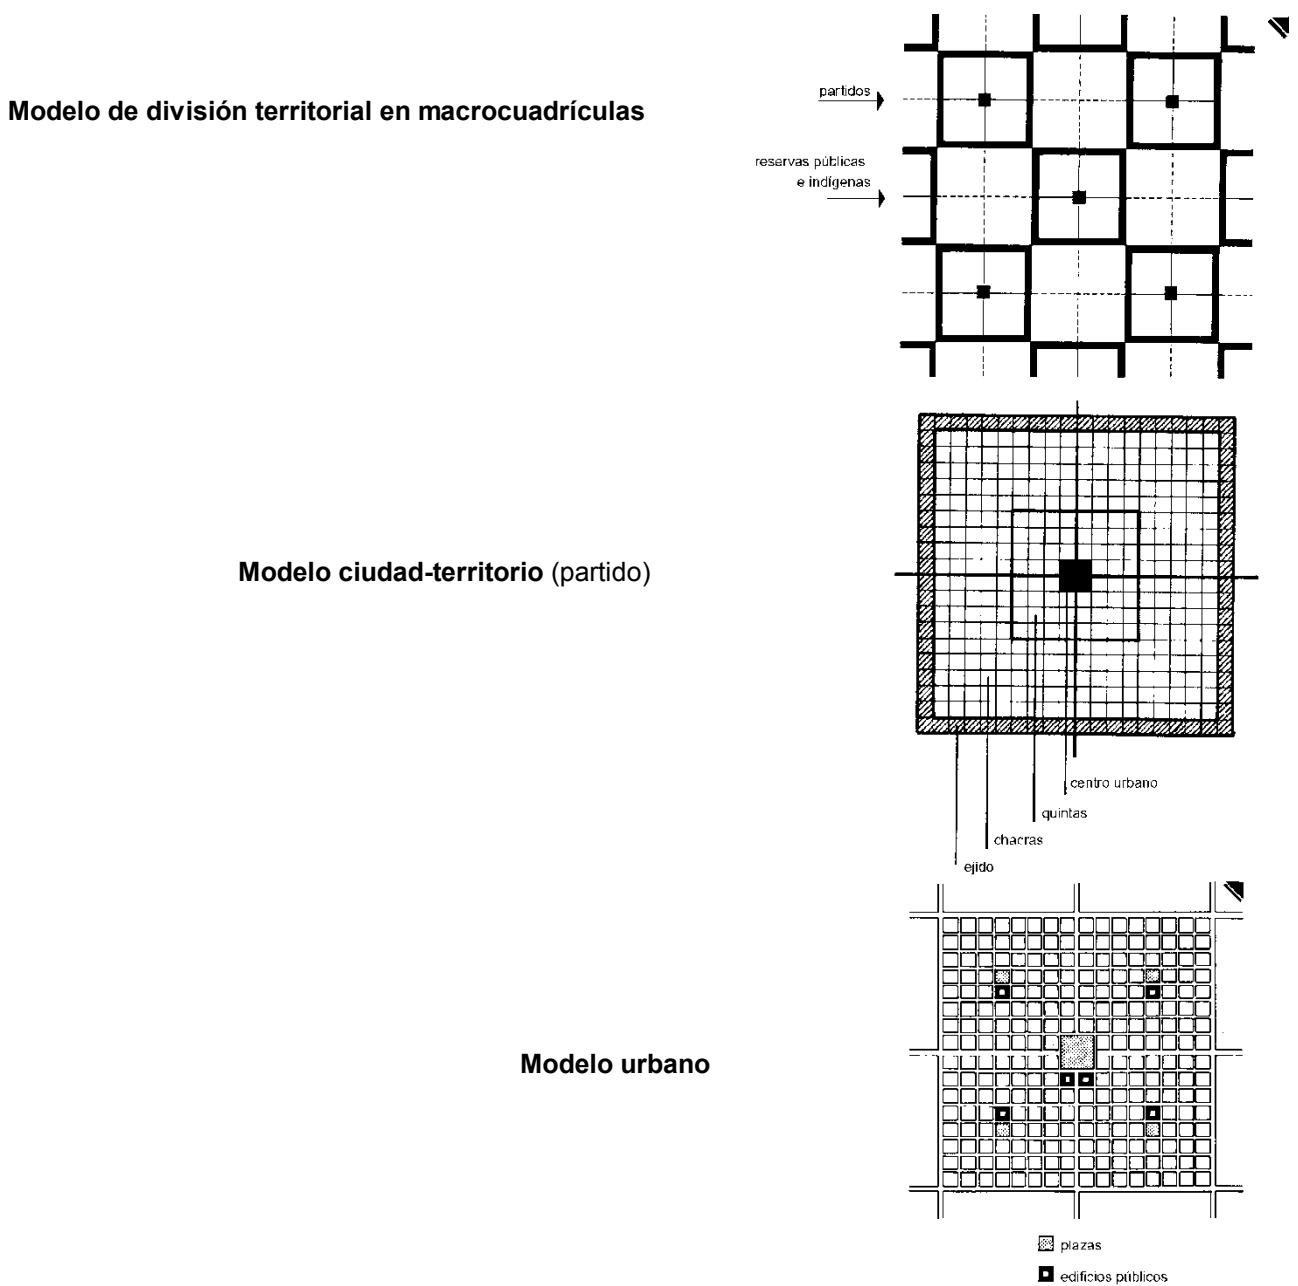 Modelo de división territorial en macrocuadrículas
partidos
reservas públicas
e indígenas
Modelo ciudad-territorio (partido)
centro urbano
quintas
chacras
ejido
Modelo urbano
plazas
edificios públicos